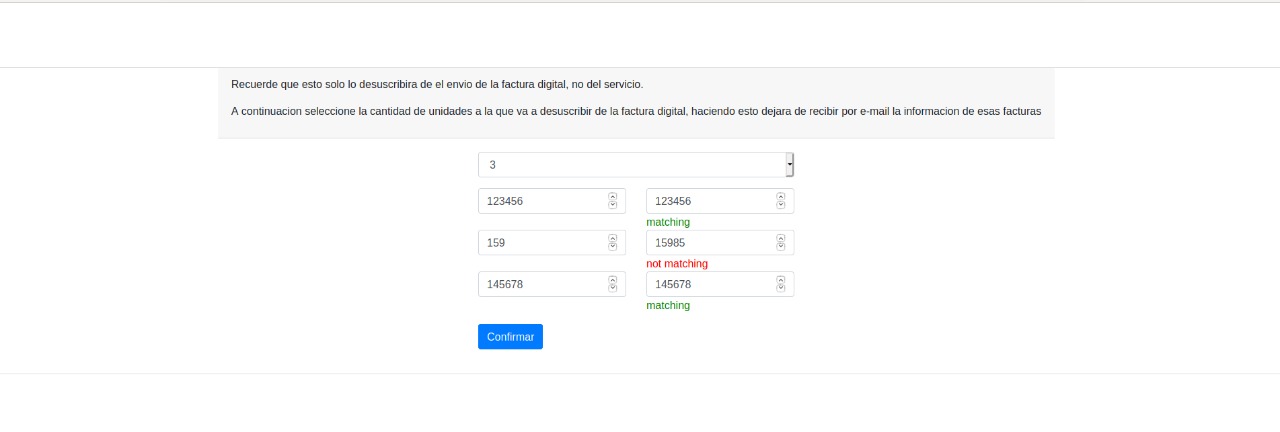 Recuerde que esto solo lo desuscribira de el envio de la factura digital, no del servicio.
A continuacion seleccione la cantidad de unidades a la que va a desuscribir de la factura digital, haciendo esto dejara de recibir por e-mail la informacion de esas facturas
3
123456 123456
matching
159 15985
not matching
145678 145678
matching
Confirmar